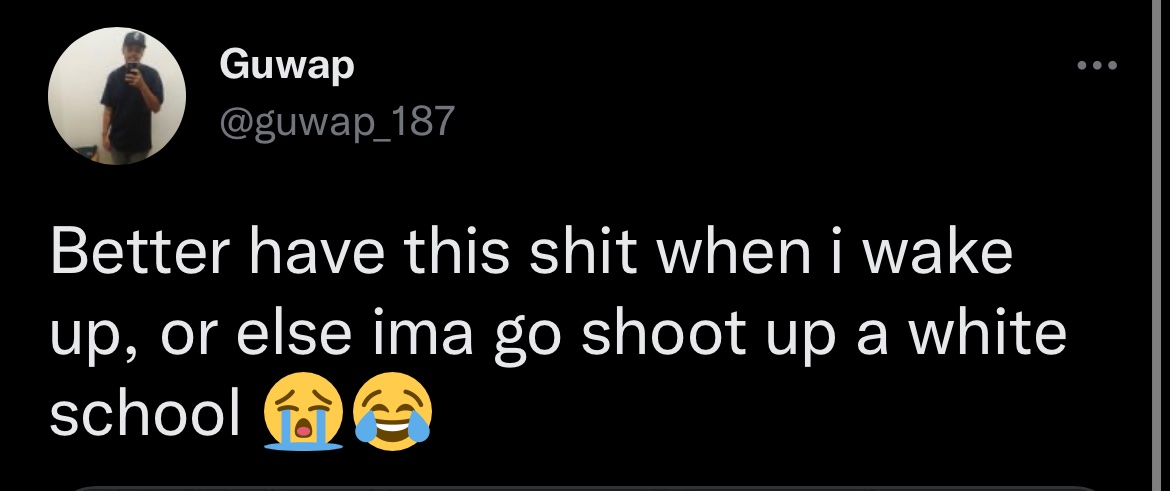 Guwap
@guwap_187
Better have this shit when i wake
up, or else ima go shoot up a white
school 😭😂